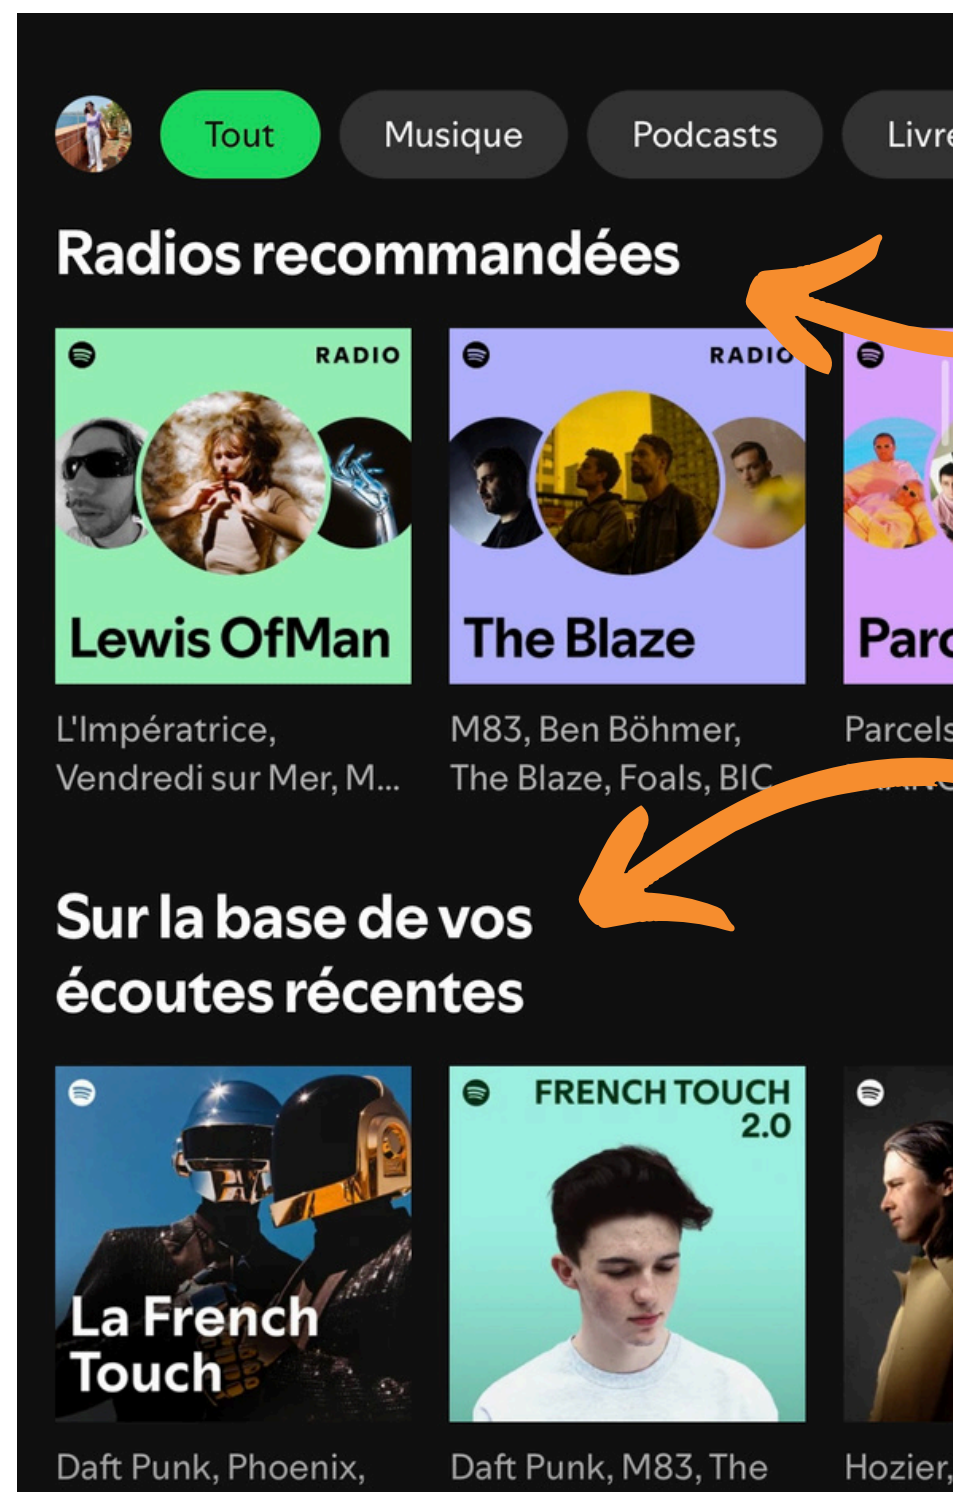 Tout
Musique
Podcasts
Radios recommandées
RADIO
Lewis OfMan
L'Impératrice,
Vendredi sur Mer, M...
RADIO
The Blaze
M83, Ben Böhmer,
The Blaze, Foals, BIC
Parcels
Sur la base de vos
écoutes récentes
La French
Touch
Daft Punk, Phoenix,
FRENCH TOUCH
2.0
Daft Punk, M83, The
Hozier,